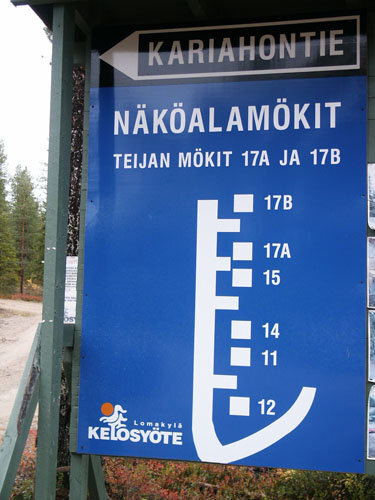 KARIAHONTIE
NÄKÖALAMÖKIT
TEIJAN MÖKIT 17A JA 17B
17B
17A
15
14
11
12
Lomakylä
KELOSYÖTE